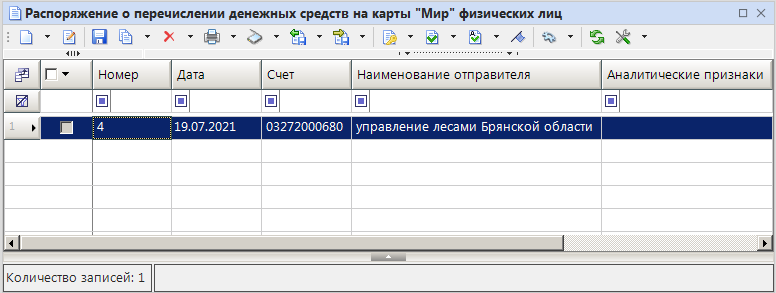 Распоряжение о перечислении денежных средств на карты "Мир" физических лиц
Номер Дата Счет Наименование отправителя Аналитические признаки
1 4 19.07.2021 03272000680 управление лесами Брянской области
Количество записей: 1